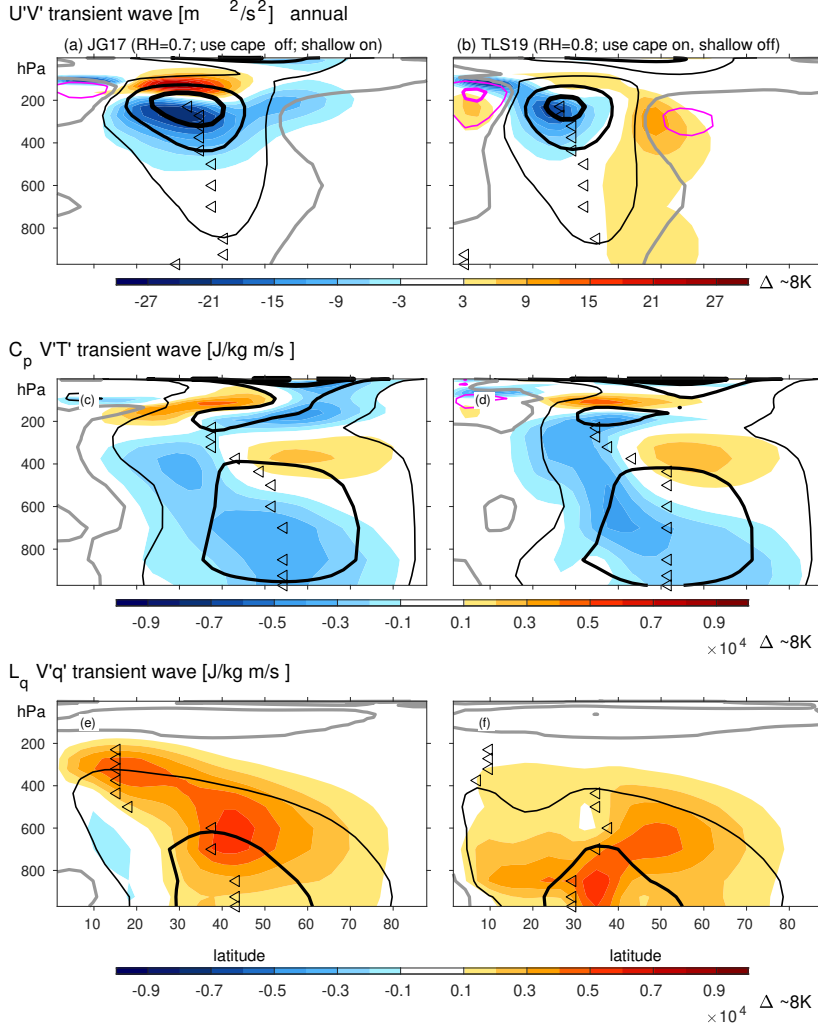 U'V' transient wave [m 2/s2] annual
(a) JG17 (RH=0.7; use cape off; shallow on)
(b) TLS19 (RH=0.8; use cape on, shallow off)
hPa
200
400
600
800
hPa
-27 -21 -15 -9 -3 3 9 15 21 27 Δ ~8K
Cp V'T' transient wave [J/kg m/s ]
hPa
200
400
600
800
(c)
hPa
(d)
-0.9 -0.7 -0.5 -0.3 -0.1 0.1 0.3 0.5 0.7 0.9
×10^4 Δ ~8K
Lq V'q' transient wave [J/kg m/s ]
hPa
200
400
600
800
(e)
hPa
(f)
10 20 30 40 50 60 70 80
10 20 30 40 50 60 70 80
latitude
latitude
-0.9 -0.7 -0.5 -0.3 -0.1 0.1 0.3 0.5 0.7 0.9
×10^4 Δ ~8K